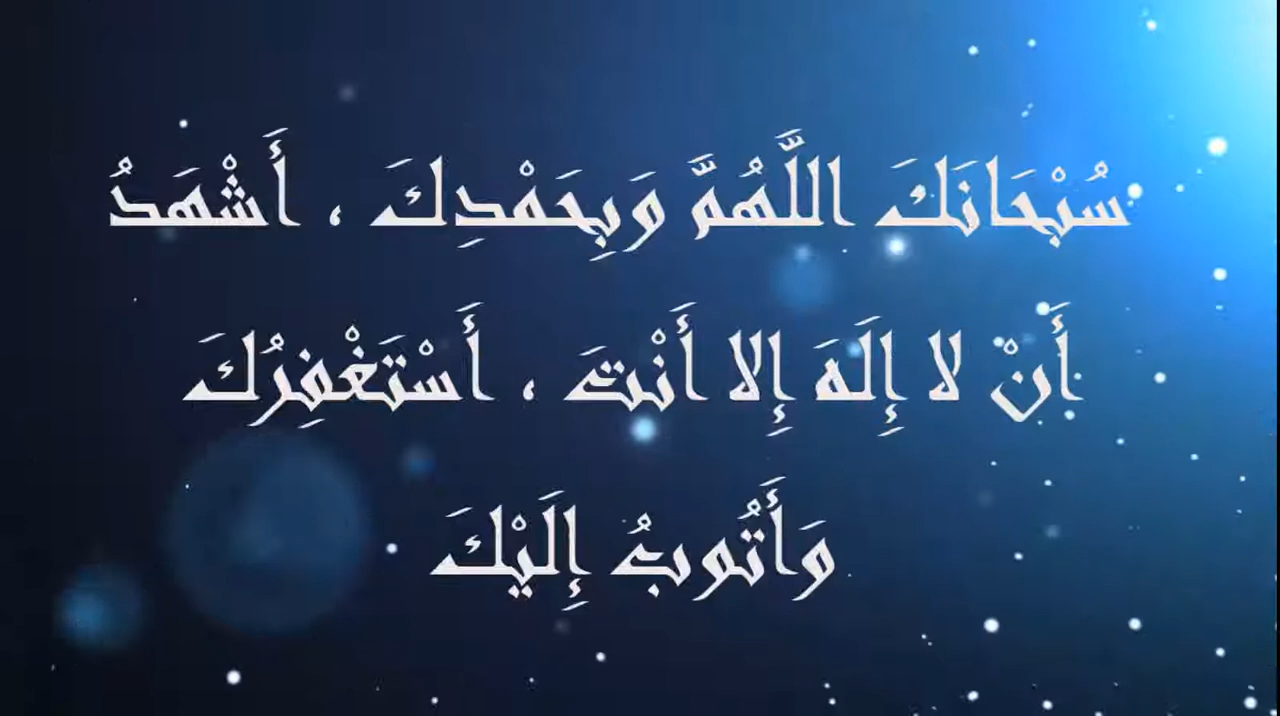 سُبْحَانَكَ اللَّهُمَّ وَبِحَمْدِكَ ، أَشْهَدُ
أَنْ لا إِلَهَ إِلا أَنْتَ ، أَسْتَغْفِرُكَ
وَأَتُوبُ إِلَيْكَ